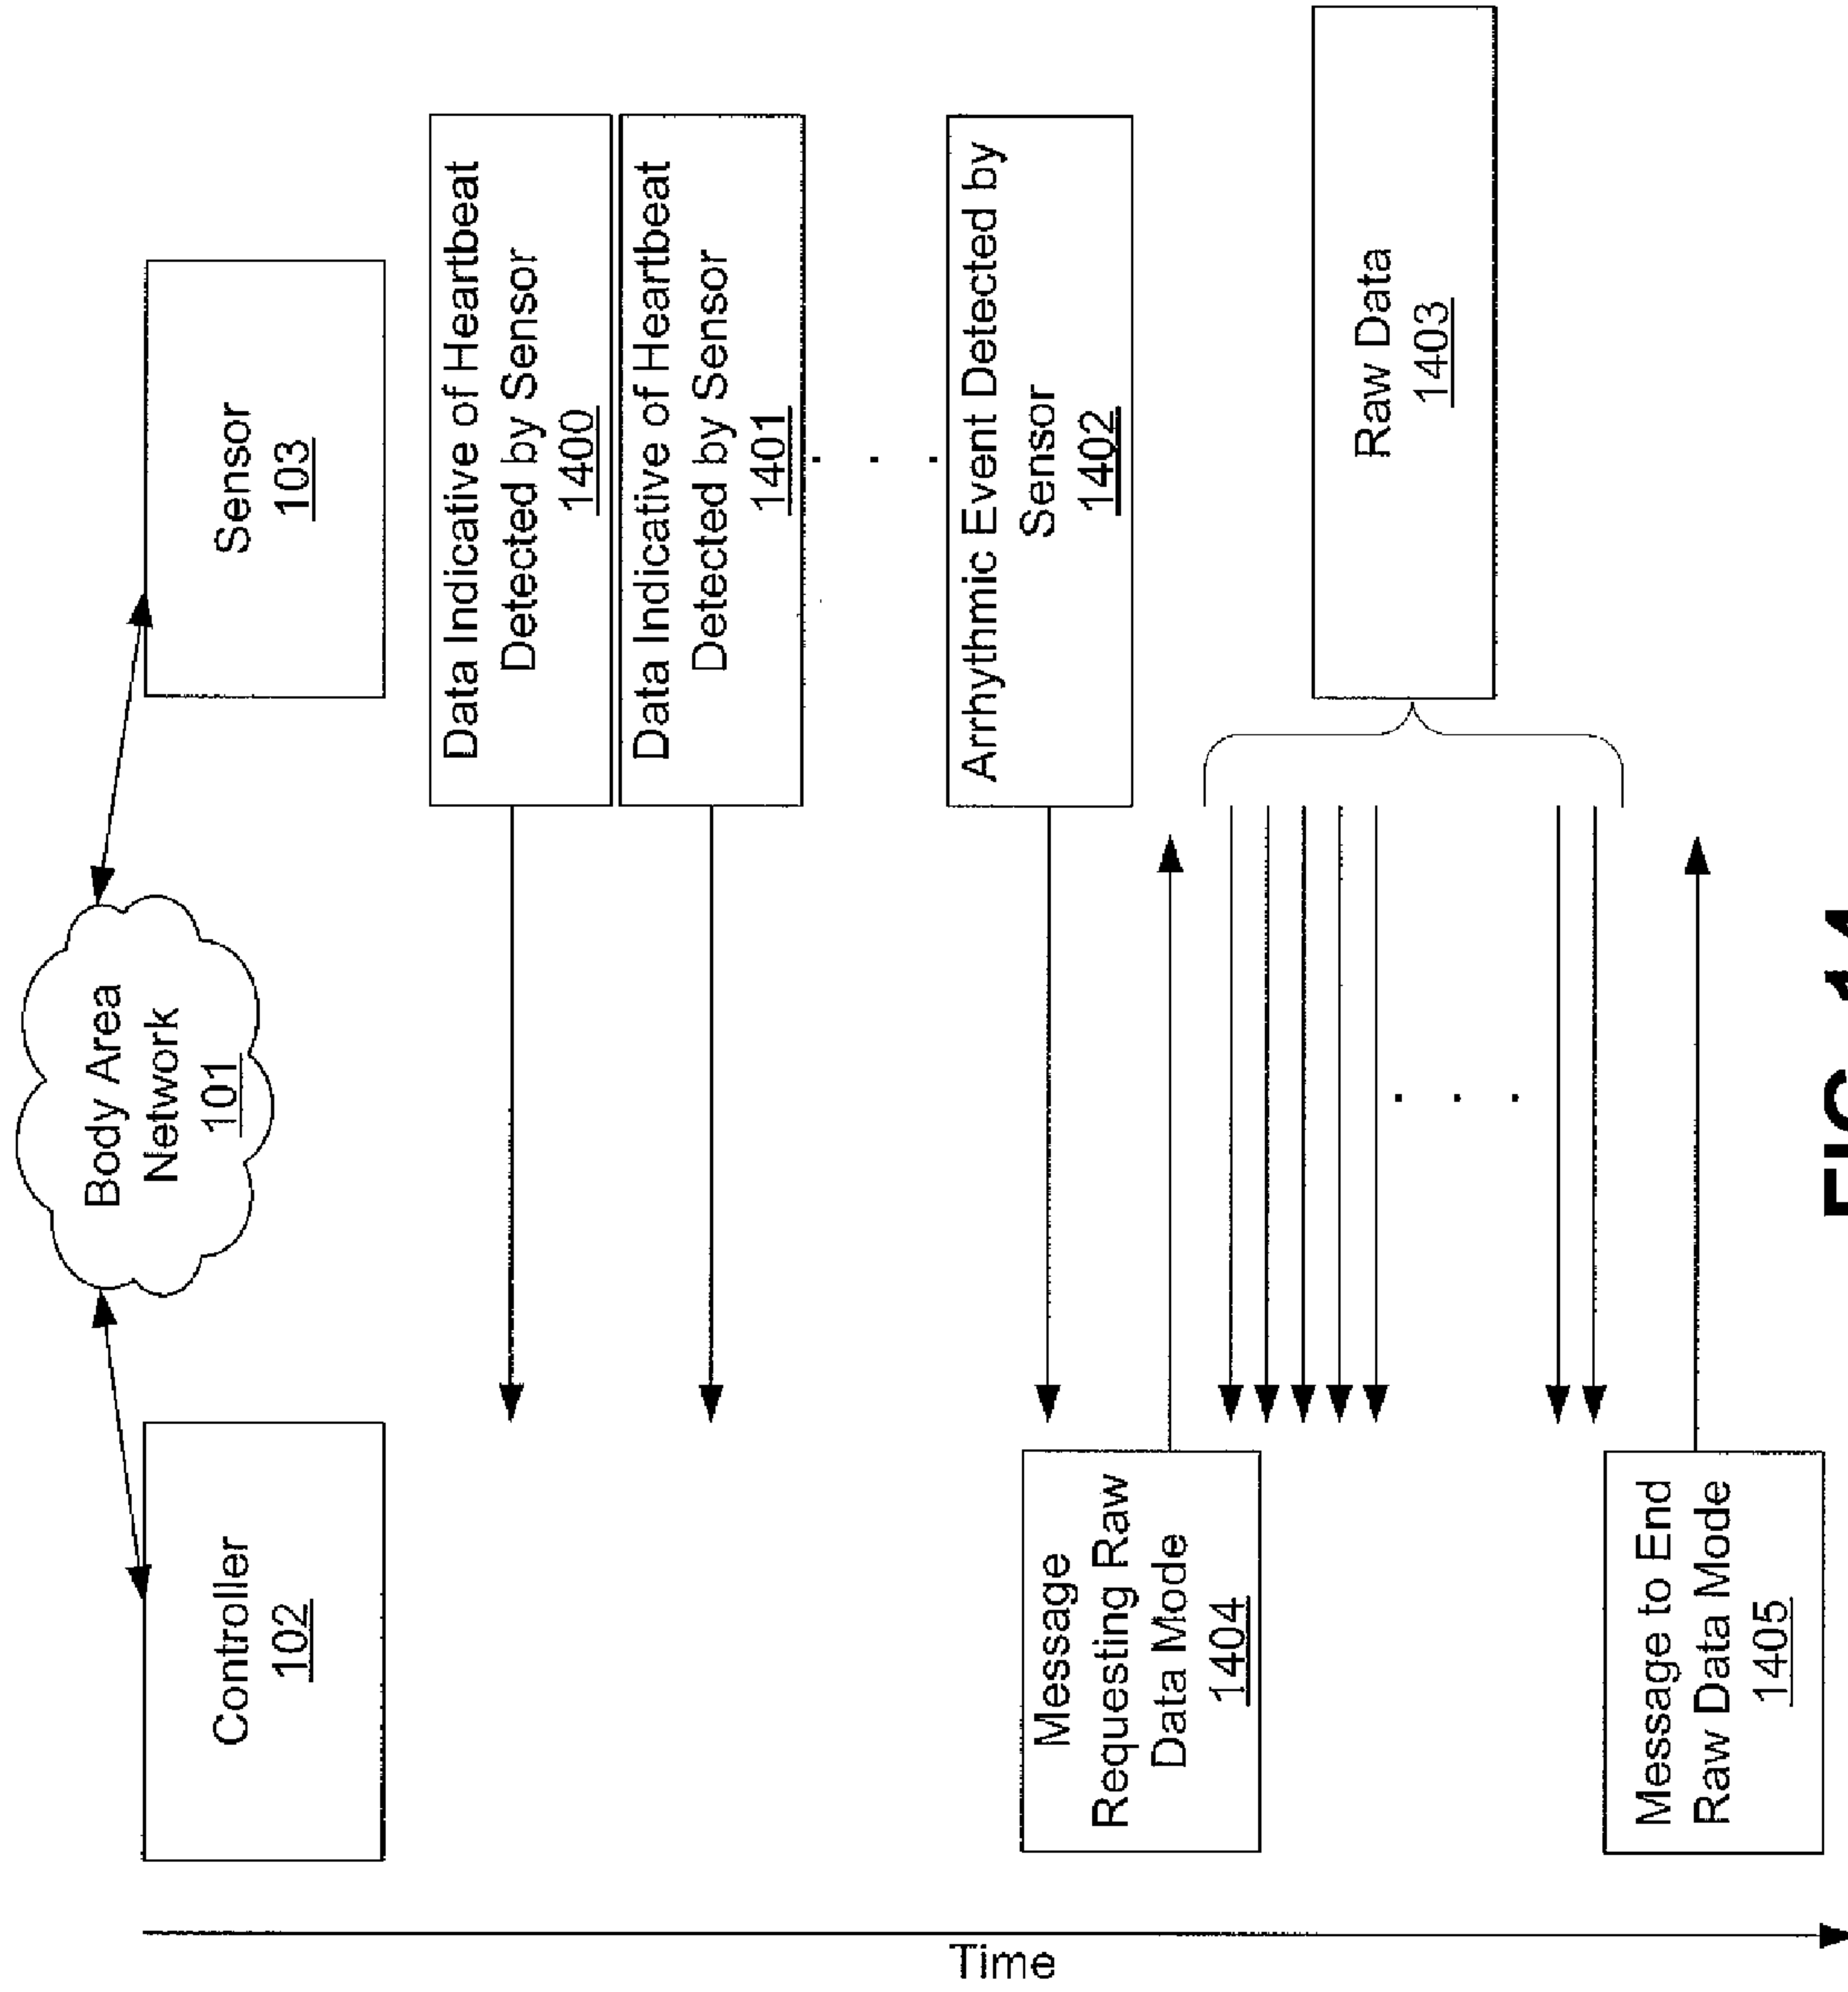 Body Area
Network
101
Controller
102
Sensor
103
Data Indicative of Heartbeat
Detected by Sensor
1400
Data Indicative of Heartbeat
Detected by Sensor
1401
Arrhythmic Event Detected by
Sensor
1402
Message
Requesting Raw
Data Mode
1404
Raw Data
1403
Message to End
Raw Data Mode
1405
Time